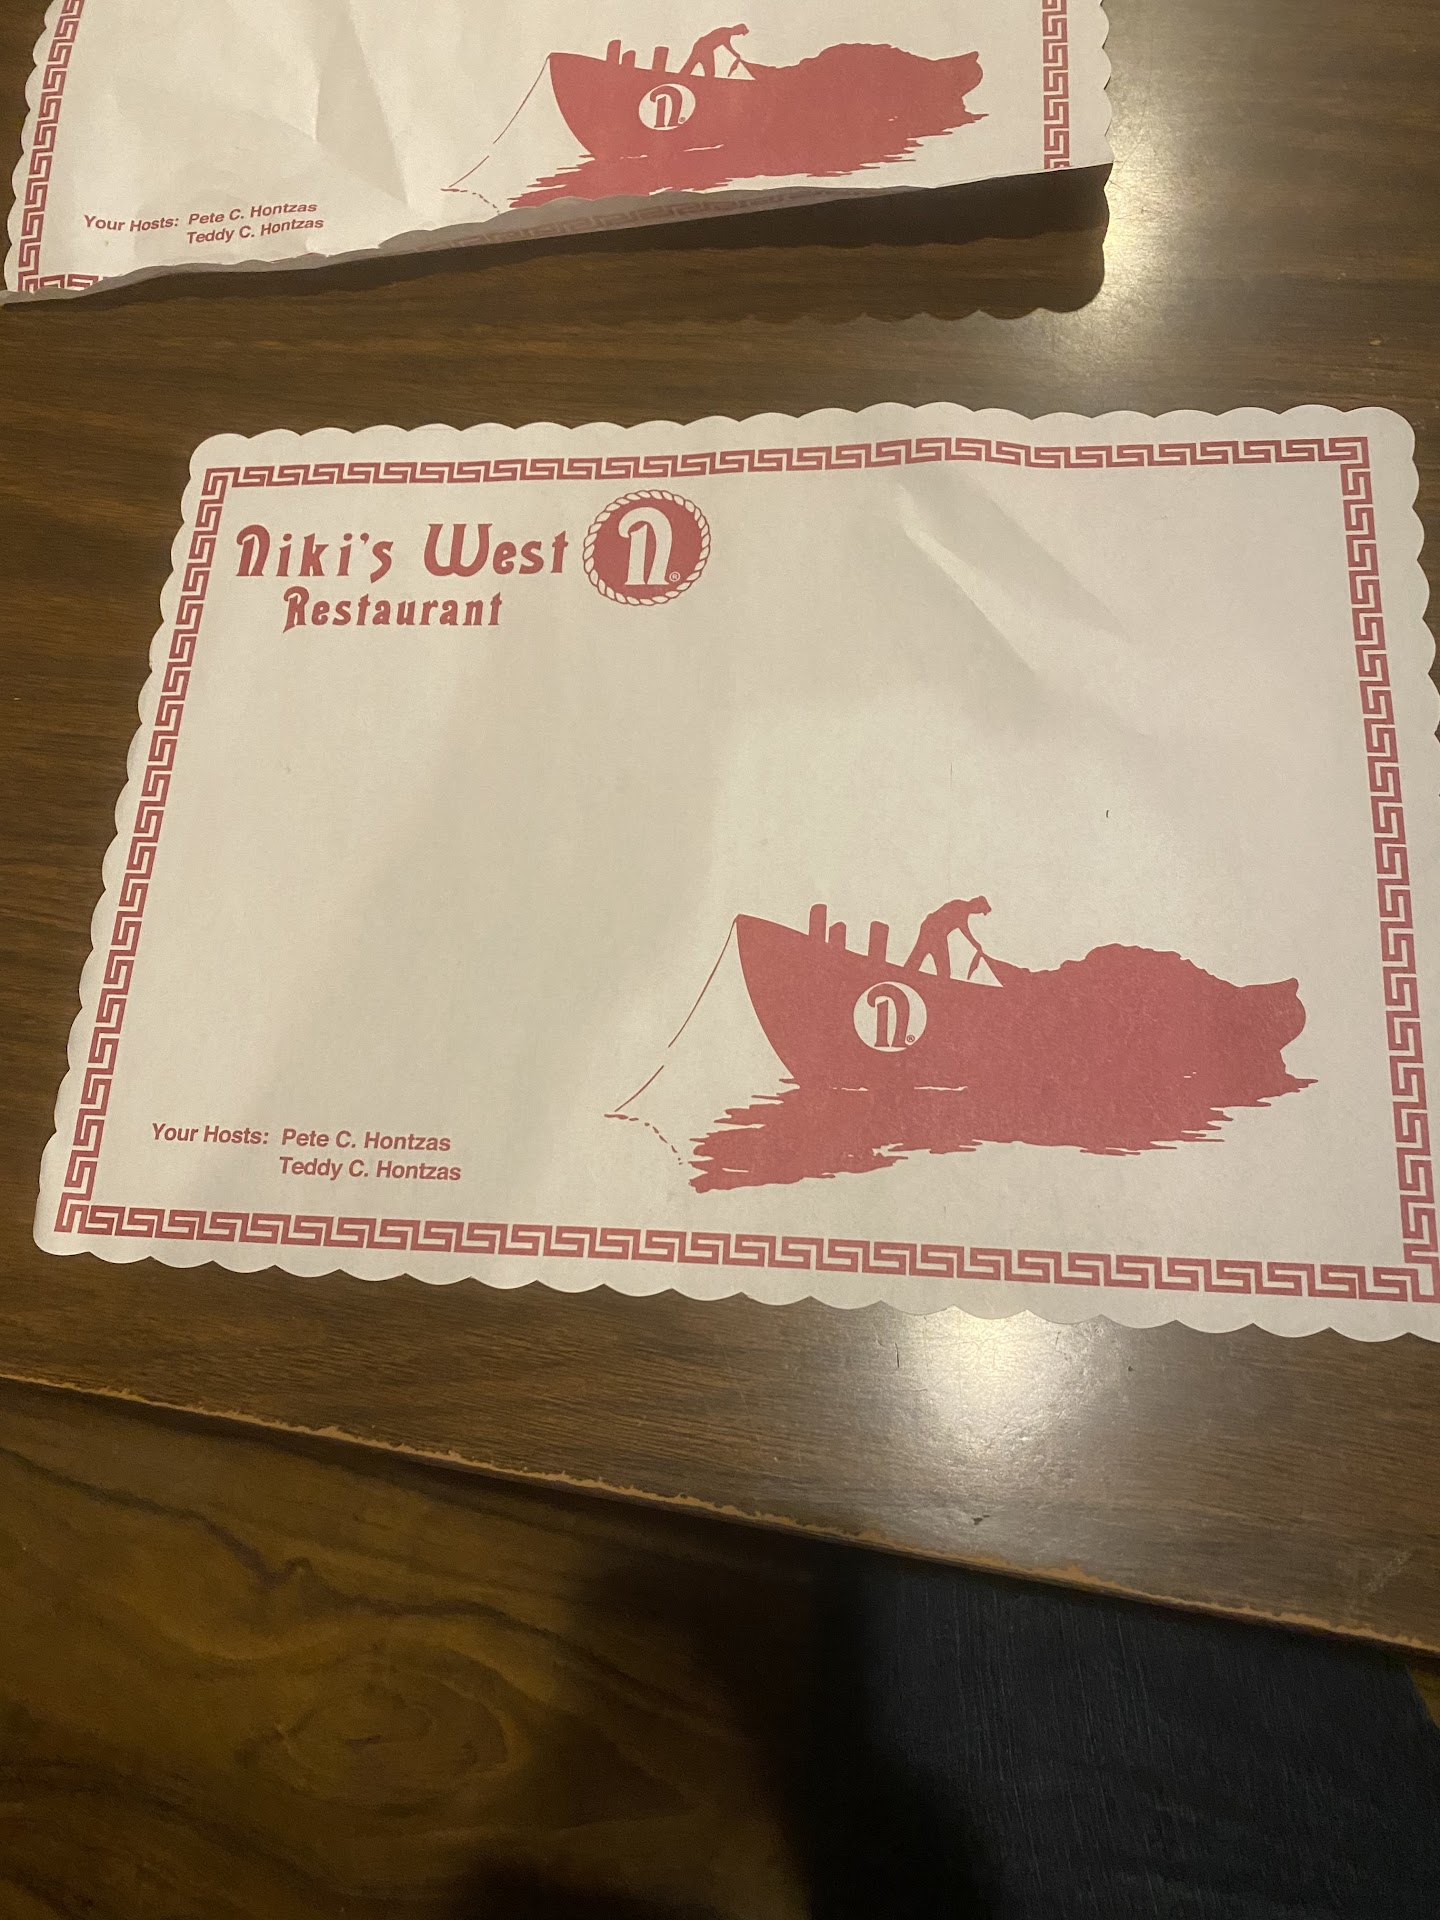 n®
Your Hosts: Pete C. Hontzas
Teddy C. Hontzas
Niki's West n®
Restaurant
n®
Your Hosts: Pete C. Hontzas
Teddy C. Hontzas